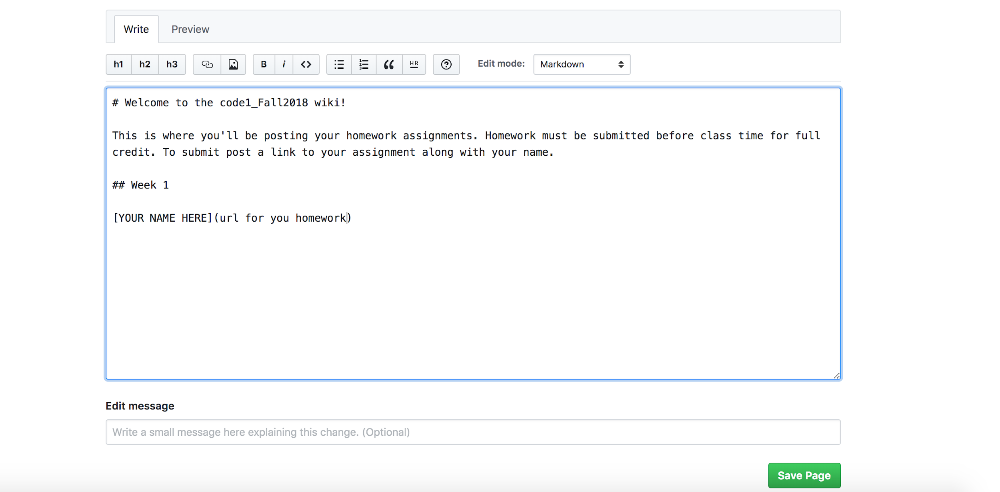 Write Preview
h1 h2 h3 B i <> HR Edit mode: Markdown
# Welcome to the code1_Fall2018 wiki!
This is where you'll be posting your homework assignments. Homework must be submitted before class time for full
credit. To submit post a link to your assignment along with your name.
## Week 1
[YOUR NAME HERE](url for you homework)
Edit message
Write a small message here explaining this change. (Optional)
Save Page